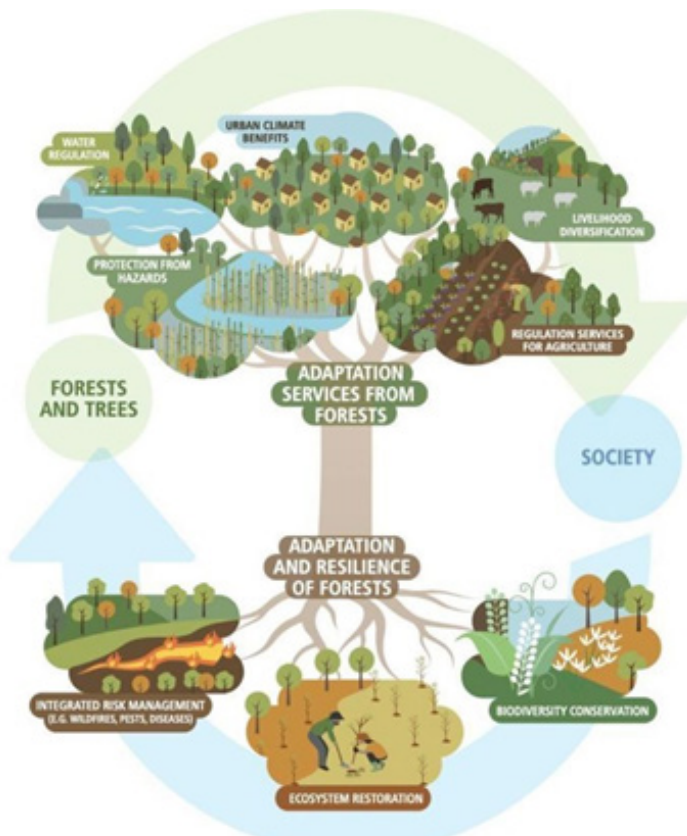 WATER
REGULATION
URBAN CLIMATE
BENEFITS
LIVELIHOOD
DIVERSIFICATION
PROTECTION FROM
HAZARDS
REGULATION SERVICES
FOR AGRICULTURE
ADAPTATION
SERVICES FROM
FORESTS
FORESTS
AND TREES
SOCIETY
ADAPTATION
AND RESILIENCE
OF FORESTS
INTEGRATED RISK MANAGEMENT
(E.G. WILDFIRES, PESTS, DISEASES)
BIODIVERSITY CONSERVATION
ECOSYSTEM RESTORATION